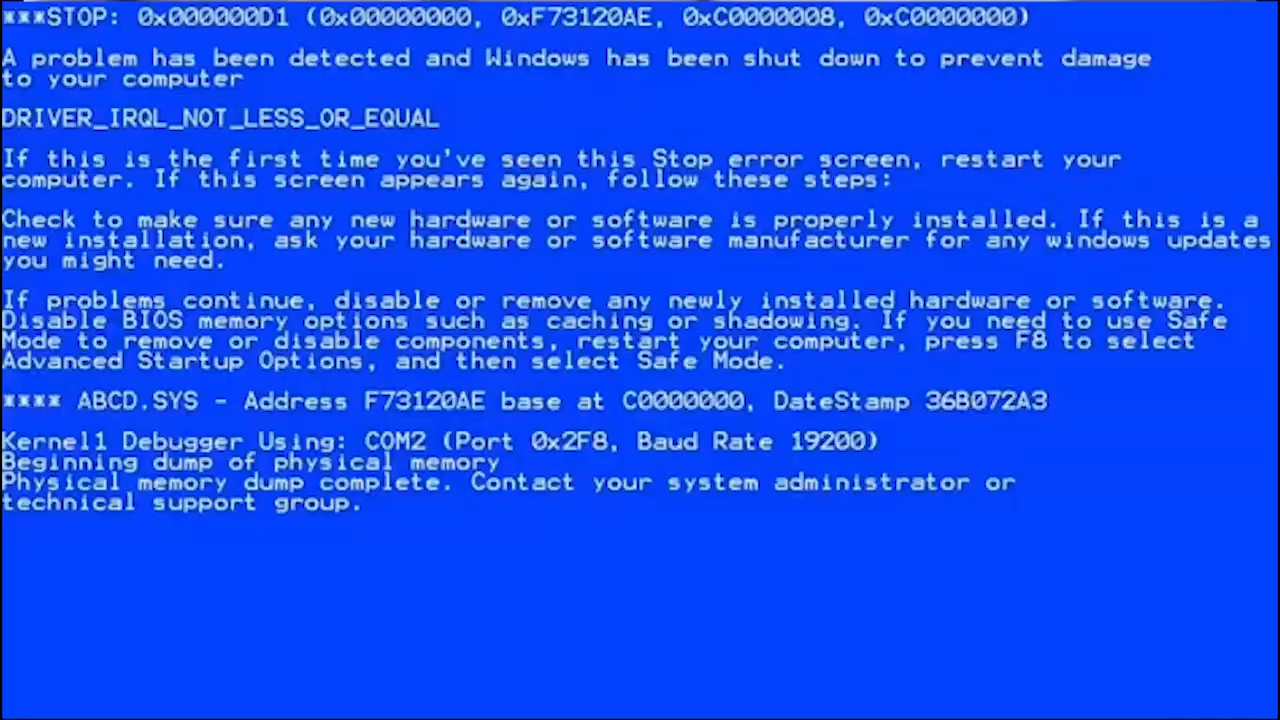 ***STOP: 0x000000D1 (0x00000000, 0xF73120AE, 0xC0000008, 0xC0000000)
A problem has been detected and Windows has been shut down to prevent damage
to your computer
DRIVER_IRQL_NOT_LESS_OR_EQUAL
If this is the first time you've seen this Stop error screen, restart your
computer. If this screen appears again, follow these steps:
Check to make sure any new hardware or software is properly installed. If this is a
new installation, ask your hardware or software manufacturer for any windows updates
you might need.
If problems continue, disable or remove any newly installed hardware or software.
Disable BIOS memory options such as caching or shadowing. If you need to use Safe
Mode to remove or disable components, restart your computer, press F8 to select
Advanced Startup Options, and then select Safe Mode.
**** ABCD.SYS - Address F73120AE base at C0000000, DateStamp 36B072A3
Kernel1 Debugger Using: COM2 (Port 0x2F8, Baud Rate 19200)
Beginning dump of physical memory
Physical memory dump complete. Contact your system administrator or
technical support group.